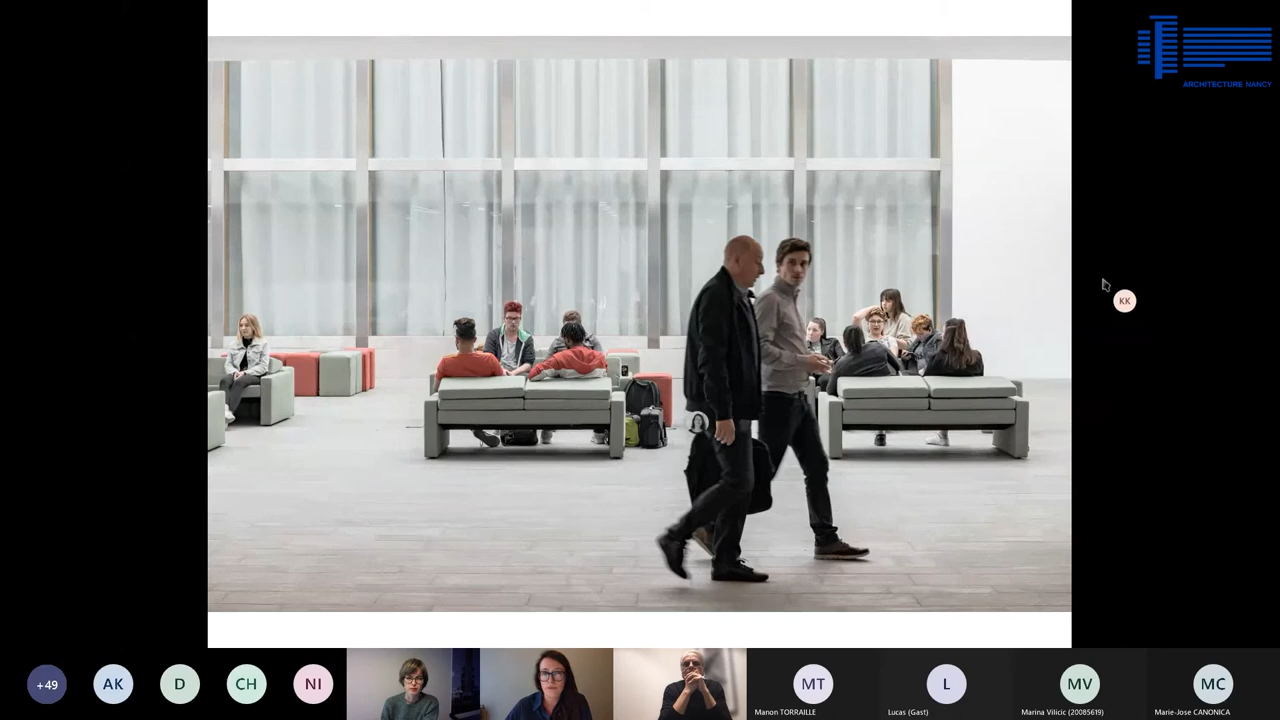 ARCHITECTURE NANCY
KK
+49
AK
D
CH
NI
MT
L
MV
MC
Manon TORRAILLE
Lucas (Gast)
Marina Vilicic (20085619)
Marie-Jose CANONICA